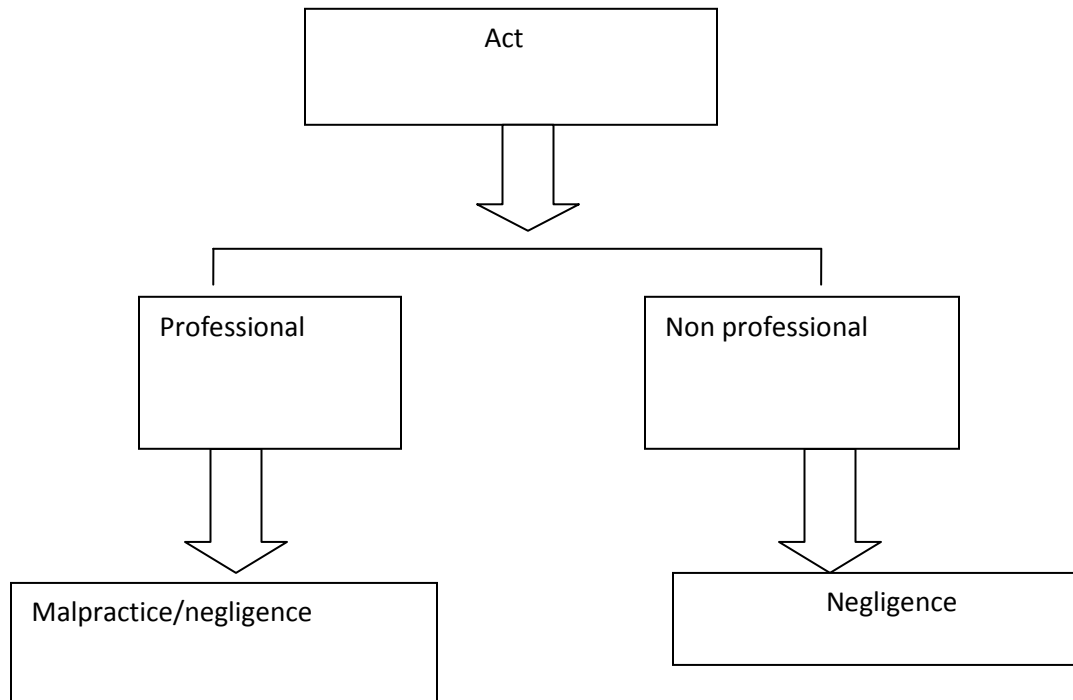 Act
Professional
Non professional
Malpractice/negligence
Negligence